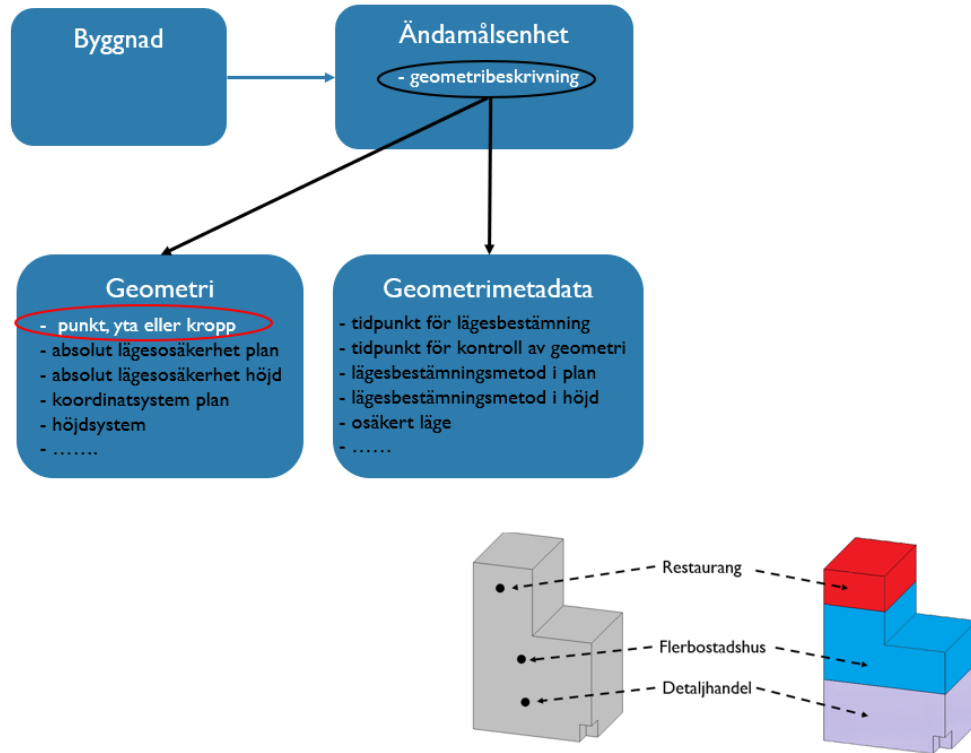 Byggnad
Ändamålsenhet
- geometribeskrivning
Geometri
- punkt, yta eller kropp
- absolut lägesosäkerhet plan
- absolut lägesosäkerhet höjd
- koordinatsystem plan
- höjdsystem
- …….
Geometrimetadata
- tidpunkt för lägesbestämning
- tidpunkt för kontroll av geometri
- lägesbestämningsmetod i plan
- lägesbestämningsmetod i höjd
- osäkert läge
- ……
Restaurang
Flerbostadshus
Detaljhandel